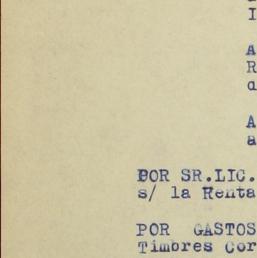 I
A
R
d
A
a
POR SR.LIC.
s/ la Renta
POR GASTOS
Timbres Cor